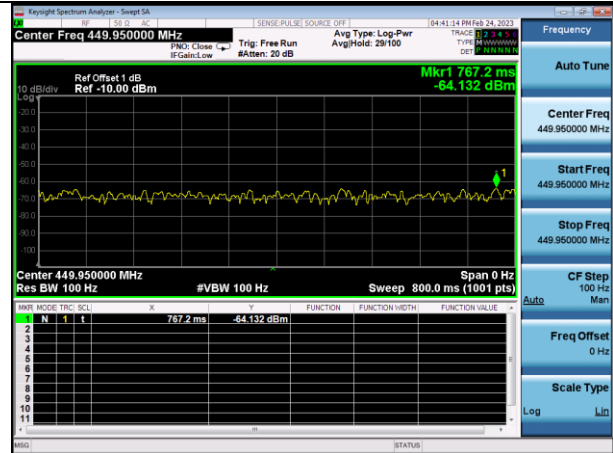 Keysight Spectrum Analyzer - Swept SA
RF 50 Ω AC SENSE:PULSE SOURCE OFF 04:41:14 PM Feb 24, 2023
Center Freq 449.950000 MHz
PNO: Close
IFGain:Low
Trig: Free Run
#Atten: 20 dB
Avg Type: Log-Pwr
Avg|Hold: 29/100
TRACE 1 2 3 4 5 6
TYPE M W W W W W
DET P N N N N N
Ref Offset 1 dB
10 dB/div Ref -10.00 dBm
Log
Mkr1 767.2 ms
-64.132 dBm
-20.0
-30.0
-50.0
-60.0
-70.0
-80.0
-90.0
-100
1
Center 449.950000 MHz
Span 0 Hz
Res BW 100 Hz
#VBW 100 Hz
Sweep 800.0 ms (1001 pts)
MKR MODE TRC SCL X Y FUNCTION FUNCTION WIDTH FUNCTION VALUE
1 N 1 t 767.2 ms -64.132 dBm
2
3
4
5
6
7
8
9
10
11
MSG STATUS
Frequency
Auto Tune
Center Freq
449.950000 MHz
Start Freq
449.950000 MHz
Stop Freq
449.950000 MHz
CF Step
100 Hz
Auto Man
Freq Offset
0 Hz
Scale Type
Log Lin